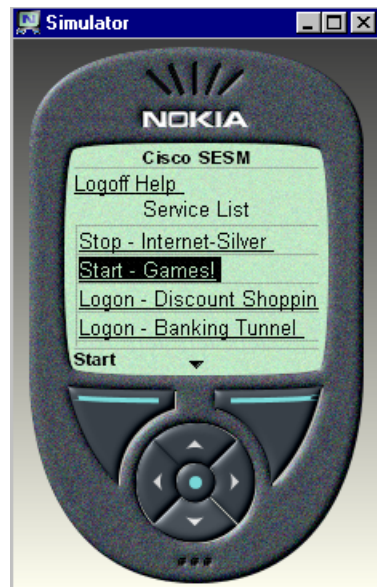 Simulator
NOKIA
Cisco SESM
Logoff Help
Service List
Stop - Internet-Silver
Start - Games!
Logon - Discount Shoppin
Logon - Banking Tunnel
Start